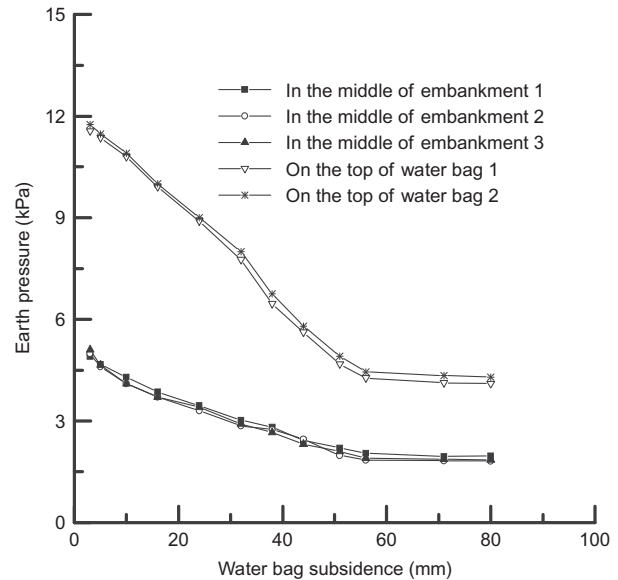 15
12
9
6
3
0
Earth pressure (kPa)
In the middle of embankment 1
In the middle of embankment 2
In the middle of embankment 3
On the top of water bag 1
On the top of water bag 2
0 20 40 60 80 100
Water bag subsidence (mm)